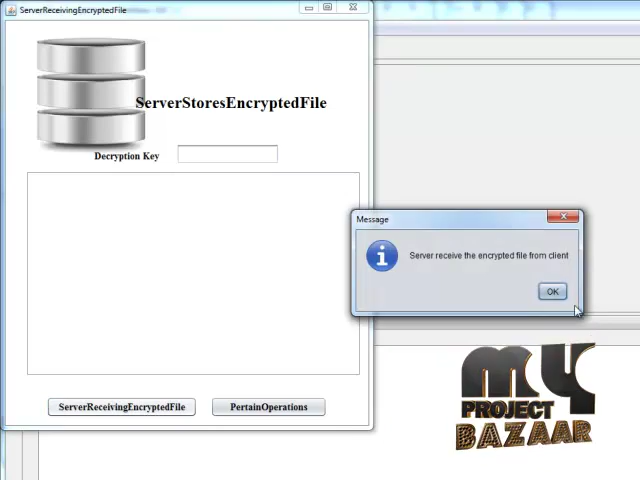 ServerReceivingEncryptedFile
ServerStoresEncryptedFile
Decryption Key
Message
Server receive the encrypted file from client
OK
ServerReceivingEncryptedFile
PertainOperations
my
PROJECT
BAZAAR